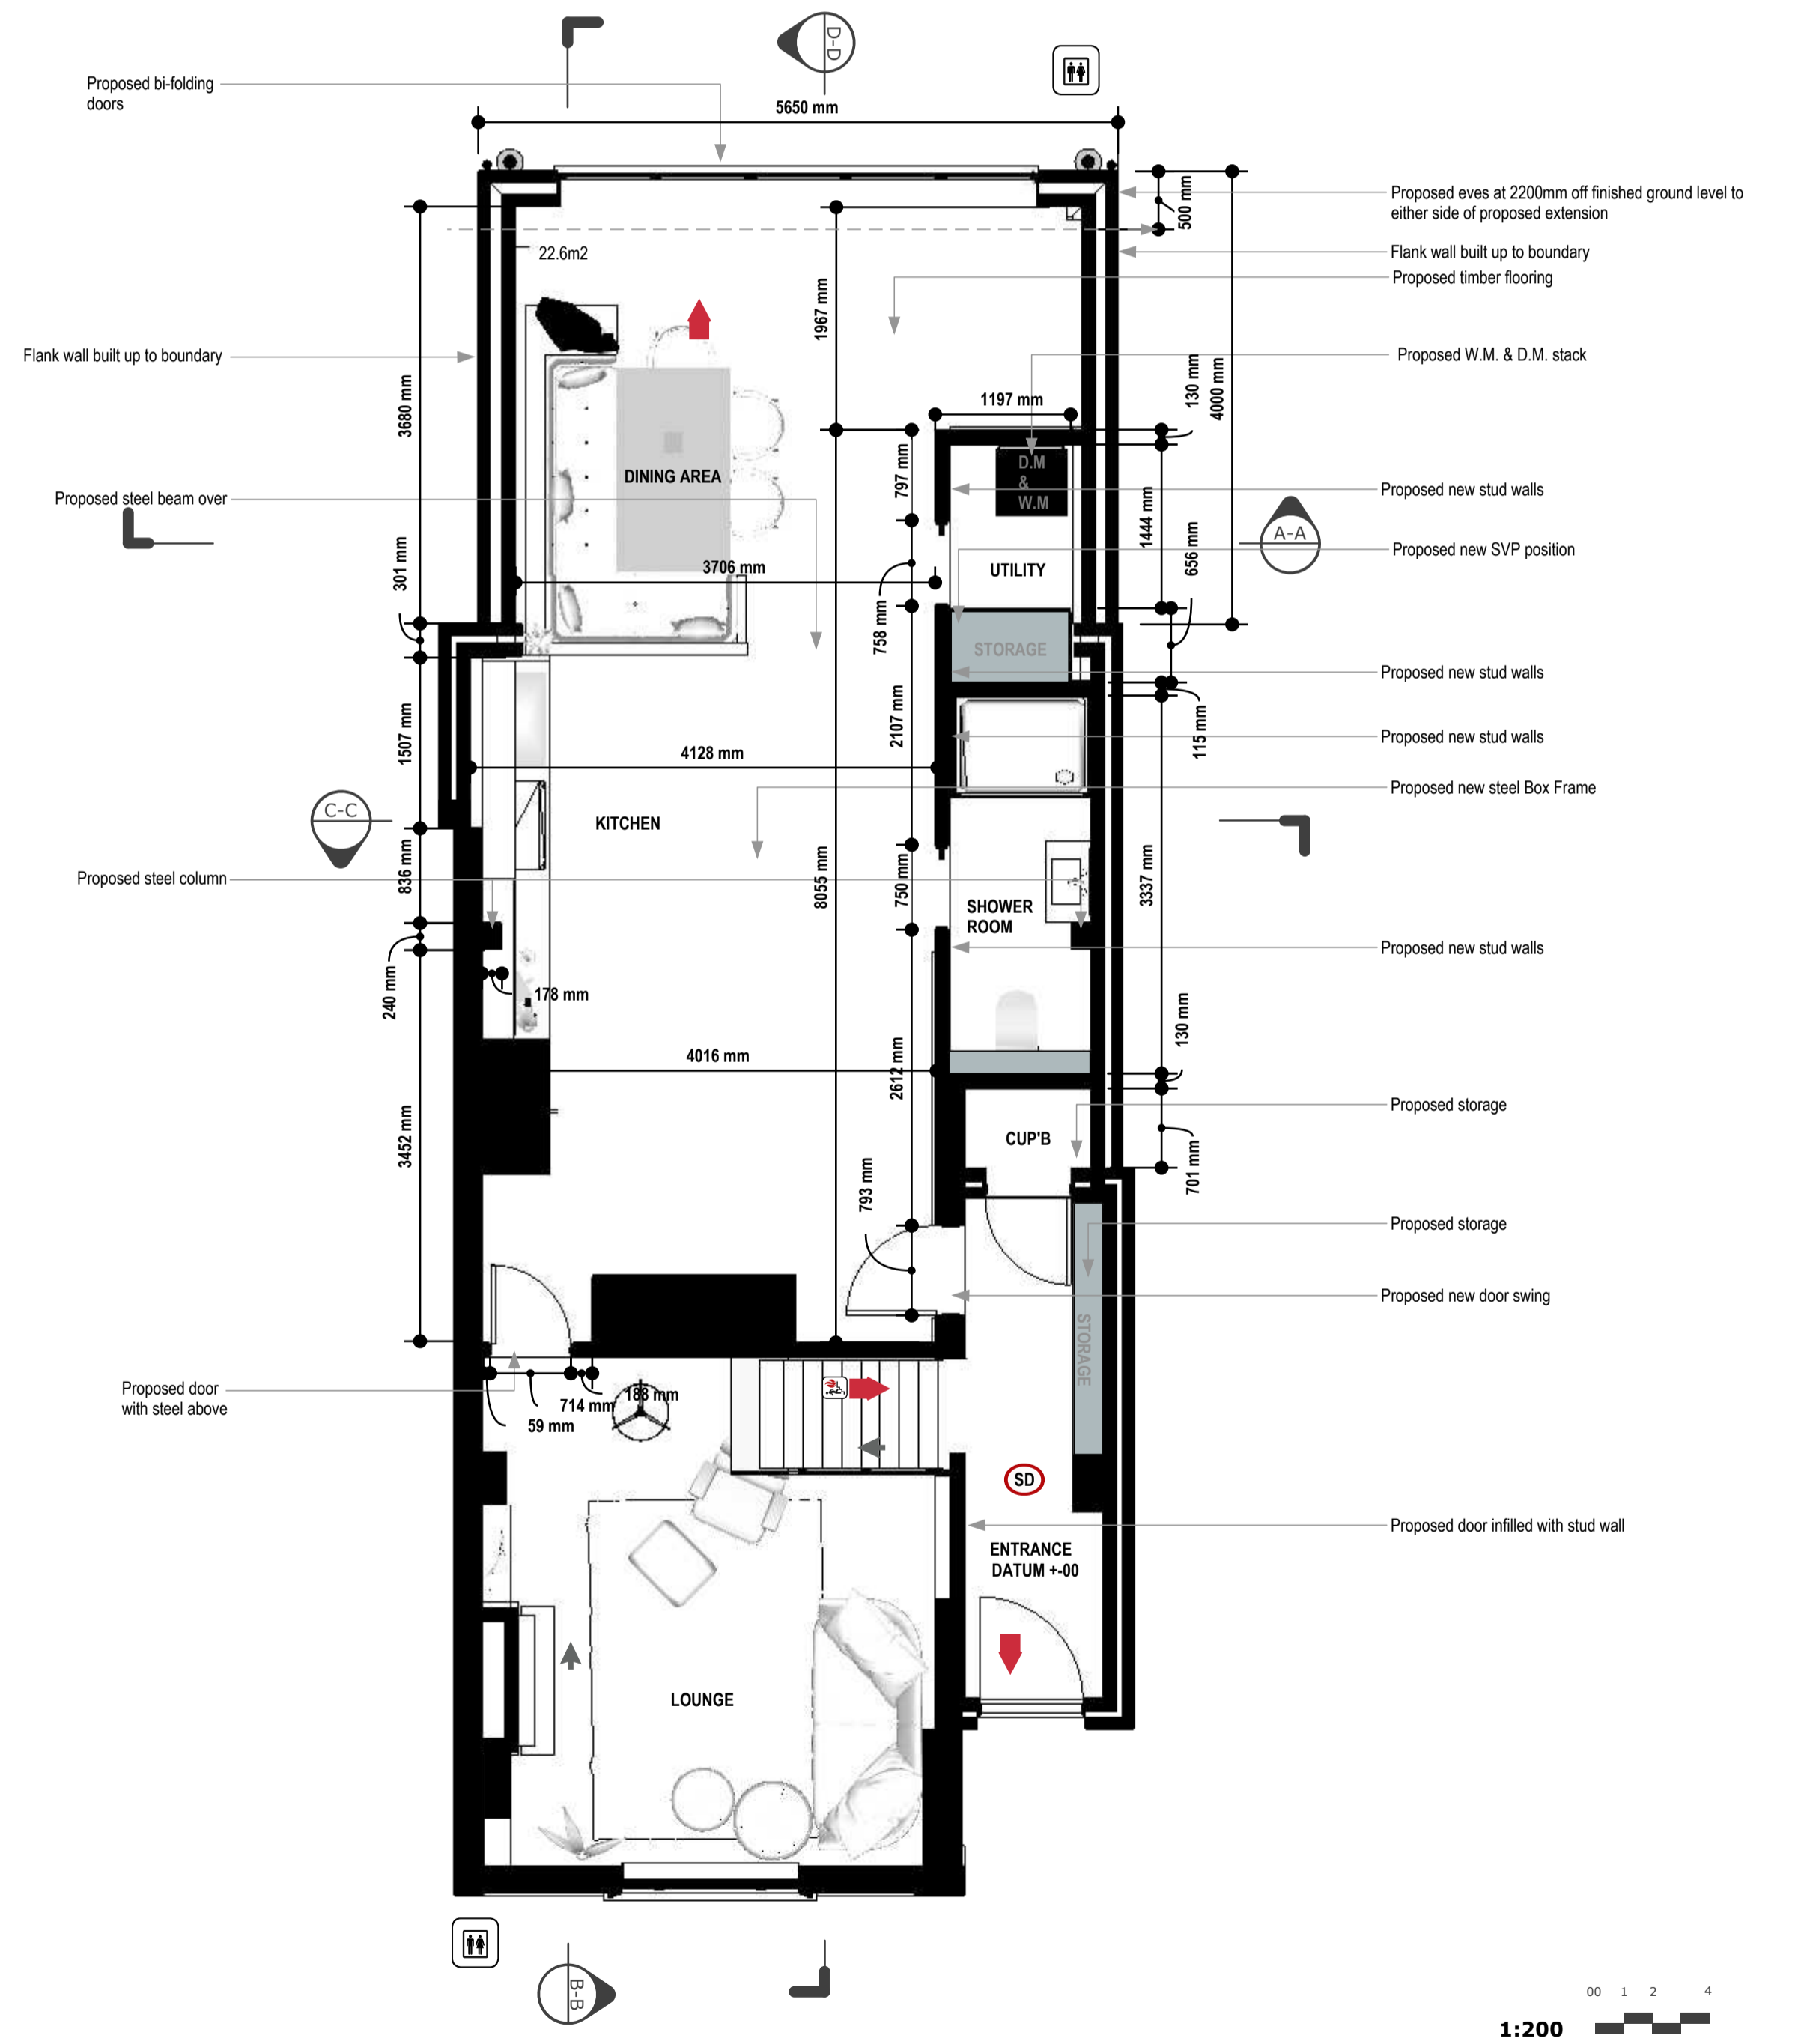 D-D
Proposed bi-folding
doors
5650 mm
500 mm
Proposed eves at 2200mm off finished ground level to
either side of proposed extension
22.6m2
Flank wall built up to boundary
Proposed timber flooring
1967 mm
Flank wall built up to boundary
Proposed W.M. & D.M. stack
130 mm
4000 mm
3680 mm
1197 mm
797 mm
D.M
&
W.M
DINING AREA
Proposed steel beam over
Proposed new stud walls
1444 mm
656 mm
A-A
301 mm
3706 mm
UTILITY
Proposed new SVP position
758 mm
STORAGE
Proposed new stud walls
2107 mm
1507 mm
115 mm
Proposed new stud walls
4128 mm
Proposed new steel Box Frame
C-C
KITCHEN
836 mm
8055 mm
750 mm
3337 mm
Proposed steel column
SHOWER
ROOM
Proposed new stud walls
240 mm
178 mm
130 mm
4016 mm
2612 mm
Proposed storage
3452 mm
CUP'B
701 mm
793 mm
Proposed storage
Proposed new door swing
STORAGE
Proposed door
with steel above
188 mm
714 mm
59 mm
SD
Proposed door infilled with stud wall
ENTRANCE
DATUM +-00
LOUNGE
B-B
00 1 2 4
1:200